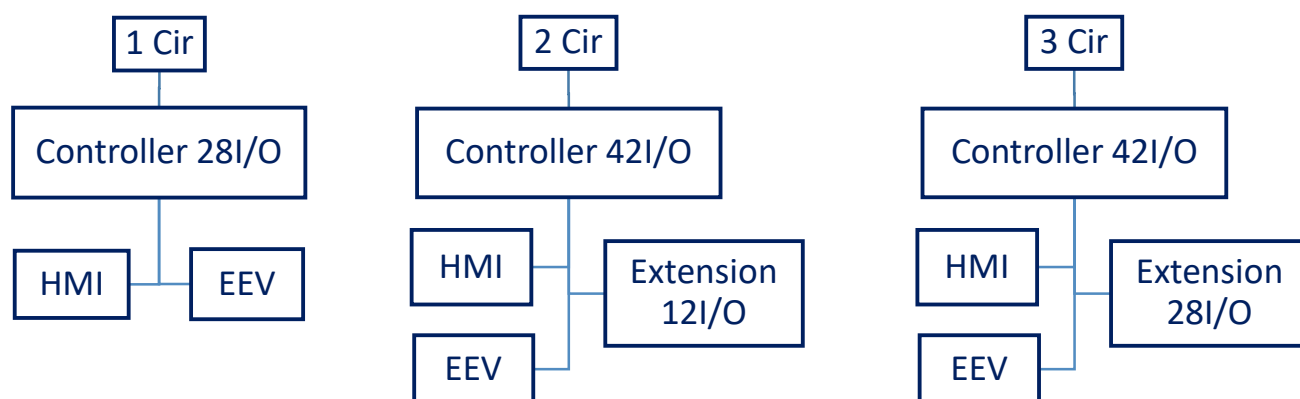 1 Cir
Controller 28I/O
HMI
EEV
2 Cir
Controller 42I/O
HMI
Extension
12I/O
EEV
3 Cir
Controller 42I/O
HMI
Extension
28I/O
EEV